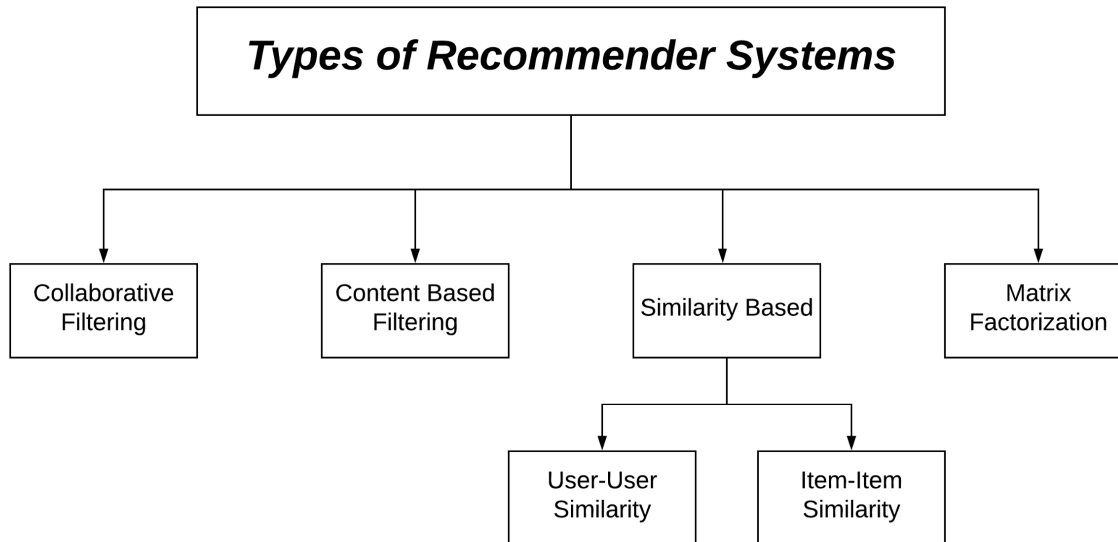 Types of Recommender Systems
Collaborative
Filtering
Content Based
Filtering
Similarity Based
Matrix
Factorization
User-User
Similarity
Item-Item
Similarity